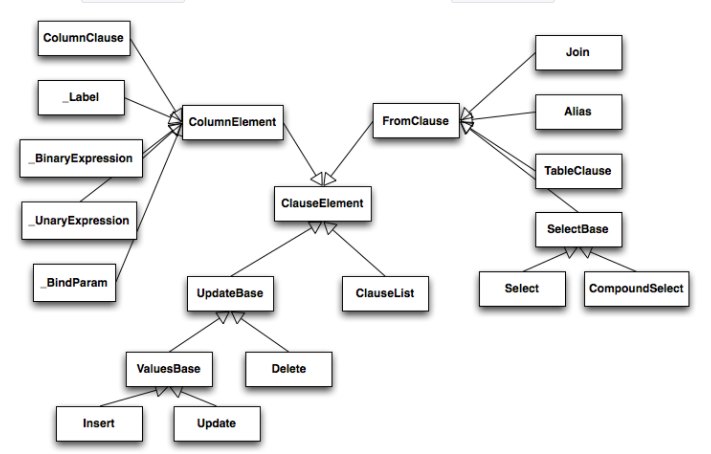 ColumnClause
Join
_Label
Alias
ColumnElement
FromClause
_BinaryExpression
TableClause
ClauseElement
_UnaryExpression
SelectBase
_BindParam
UpdateBase
ClauseList
Select
CompoundSelect
ValuesBase
Delete
Insert
Update